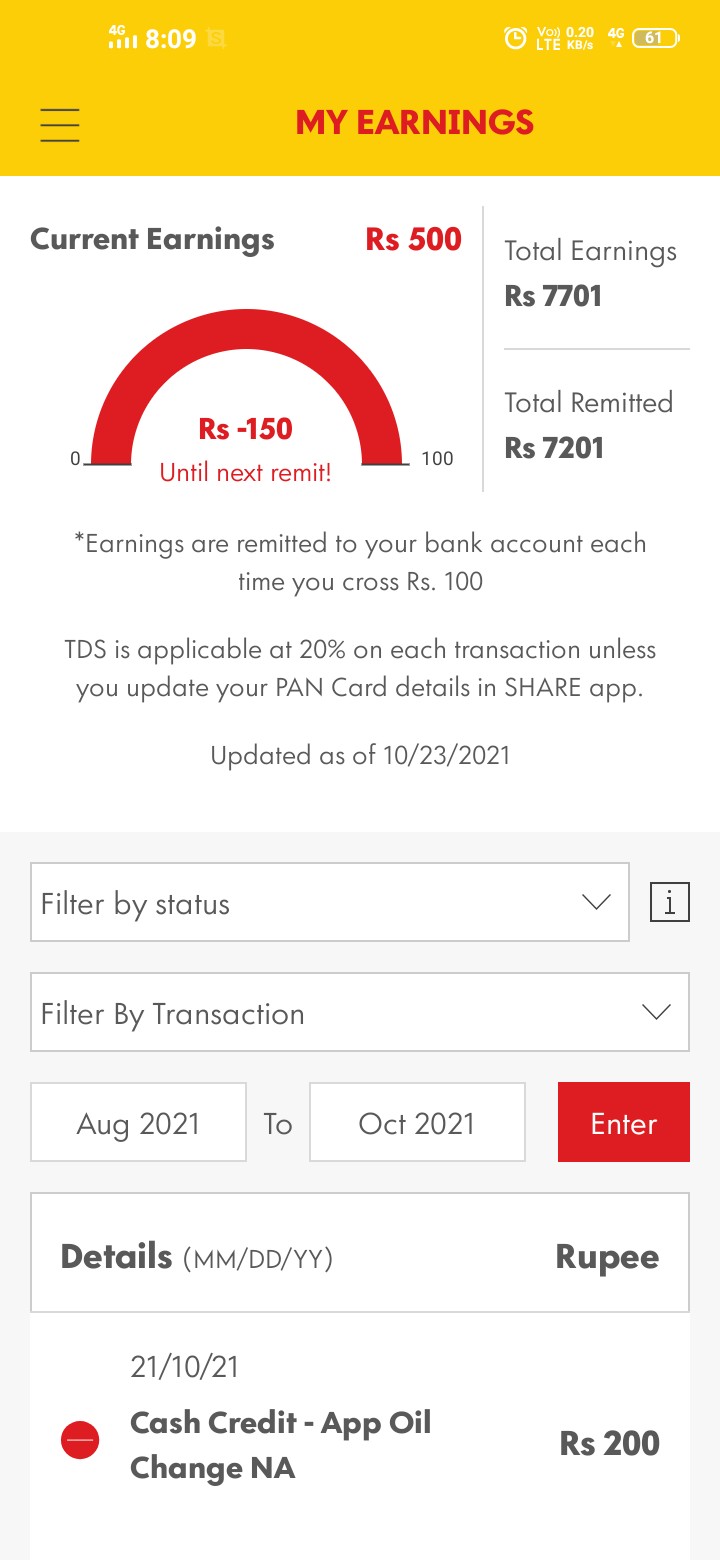 4G 8:09 Vo) 0.20 4G 61
LTE KB/s
MY EARNINGS
Current Earnings Rs 500
Total Earnings
Rs 7701
Rs -150
Until next remit!
0 100
Total Remitted
Rs 7201
*Earnings are remitted to your bank account each
time you cross Rs. 100
TDS is applicable at 20% on each transaction unless
you update your PAN Card details in SHARE app.
Updated as of 10/23/2021
Filter by status i
Filter By Transaction
Aug 2021 To Oct 2021 Enter
Details (MM/DD/YY) Rupee
21/10/21
Cash Credit - App Oil
Change NA
Rs 200